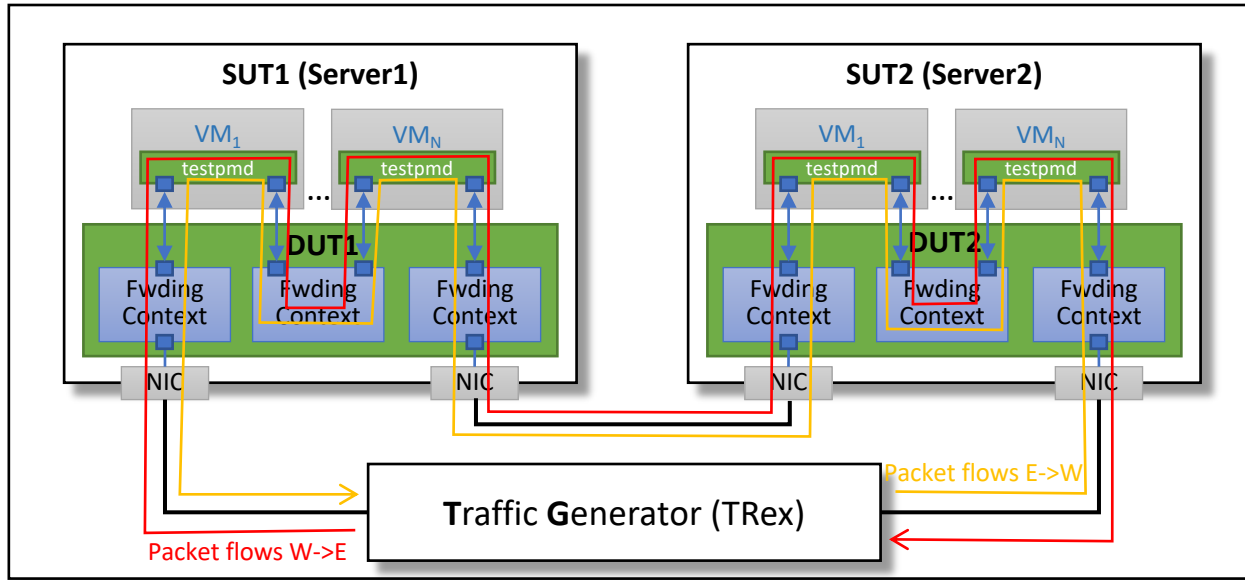 SUT1 (Server1)
SUT2 (Server2)
VM1
VMN
VM1
VMN
testpmd
testpmd
testpmd
testpmd
...
...
DUT1
DUT2
Fwding
Context
Fwding
Context
Fwding
Context
Fwding
Context
Fwding
Context
Fwding
Context
NIC
NIC
NIC
NIC
Packet flows E->W
Traffic Generator (TRex)
Packet flows W->E